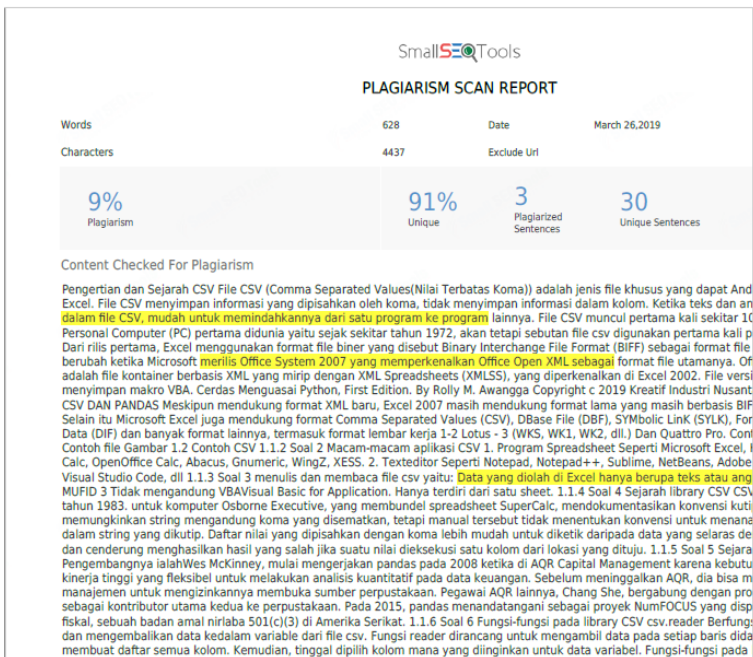 SmallSEOTools
PLAGIARISM SCAN REPORT
Words 628 Date March 26,2019
Characters 4437 Exclude Url
9% 91% 3 30
Plagiarism Unique Plagiarized Sentences Unique Sentences
Content Checked For Plagiarism
Pengertian dan Sejarah CSV File CSV (Comma Separated Values(Nilai Terbatas Koma)) adalah jenis file khusus yang dapat And
Excel. File CSV menyimpan informasi yang dipisahkan oleh koma, tidak menyimpan informasi dalam kolom. Ketika teks dan an
dalam file CSV, mudah untuk memindahkannya dari satu program ke program lainnya. File CSV muncul pertama kali sekitar 10
Personal Computer (PC) pertama didunia yaitu sejak sekitar tahun 1972, akan tetapi sebutan file csv digunakan pertama kali p
Dari rilis pertama, Excel menggunakan format file biner yang disebut Binary Interchange File Format (BIFF) sebagai format file
berubah ketika Microsoft merilis Office System 2007 yang memperkenalkan Office Open XML sebagai format file utamanya. Of
adalah file kontainer berbasis XML yang mirip dengan XML Spreadsheets (XMLSS), yang diperkenalkan di Excel 2002. File versi
menyimpan makro VBA. Cerdas Menguasai Python, First Edition. By Rolly M. Awangga Copyright c 2019 Kreatif Industri Nusant
CSV DAN PANDAS Meskipun mendukung format XML baru, Excel 2007 masih mendukung format lama yang masih berbasis BIF
Selain itu Microsoft Excel juga mendukung format Comma Separated Values (CSV), DBase File (DBF), SYMbolic LinK (SYLK), For
Data (DIF) dan banyak format lainnya, termasuk format lembar kerja 1-2 Lotus - 3 (WKS, WK1, WK2, dll.) Dan Quattro Pro. Cont
Contoh file Gambar 1.2 Contoh CSV 1.1.2 Soal 2 Macam-macam aplikasi CSV 1. Program Spreadsheet Seperti Microsoft Excel,
Calc, OpenOffice Calc, Abacus, Gnumeric, WingZ, XESS. 2. Texteditor Seperti Notepad, Notepad++, Sublime, NetBeans, Adobe
Visual Studio Code, dll 1.1.3 Soal 3 menulis dan membaca file csv yaitu: Data yang diolah di Excel hanya berupa teks atau ang
MUFID 3 Tidak mengandung VBAVisual Basic for Application. Hanya terdiri dari satu sheet. 1.1.4 Soal 4 Sejarah library CSV CSV
tahun 1983. untuk komputer Osborne Executive, yang membundel spreadsheet SuperCalc, mendokumentasikan konvensi kuti
memungkinkan string mengandung koma yang disematkan, tetapi manual tersebut tidak menentukan konvensi untuk menana
dalam string yang dikutip. Daftar nilai yang dipisahkan dengan koma lebih mudah untuk diketik daripada data yang selaras de
dan cenderung menghasilkan hasil yang salah jika suatu nilai dieksekusi satu kolom dari lokasi yang dituju. 1.1.5 Soal 5 Sejara
Pengembangnya ialahWes McKinney, mulai mengerjakan pandas pada 2008 ketika di AQR Capital Management karena kebutu
kinerja tinggi yang fleksibel untuk melakukan analisis kuantitatif pada data keuangan. Sebelum meninggalkan AQR, dia bisa m
manajemen untuk mengizinkannya membuka sumber perpustakaan. Pegawai AQR lainnya, Chang She, bergabung dengan pro
sebagai kontributor utama kedua ke perpustakaan. Pada 2015, pandas menandatangani sebagai proyek NumFOCUS yang disp
fiskal, sebuah badan amal nirlaba 501(c)(3) di Amerika Serikat. 1.1.6 Soal 6 Fungsi-fungsi pada library CSV csv.reader Berfungs
dan mengembalikan data kedalam variable dari file csv. Fungsi reader dirancang untuk mengambil data pada setiap baris dida
membuat daftar semua kolom. Kemudian, tinggal dipilih kolom mana yang diinginkan untuk data variabel. Fungsi-fungsi pada